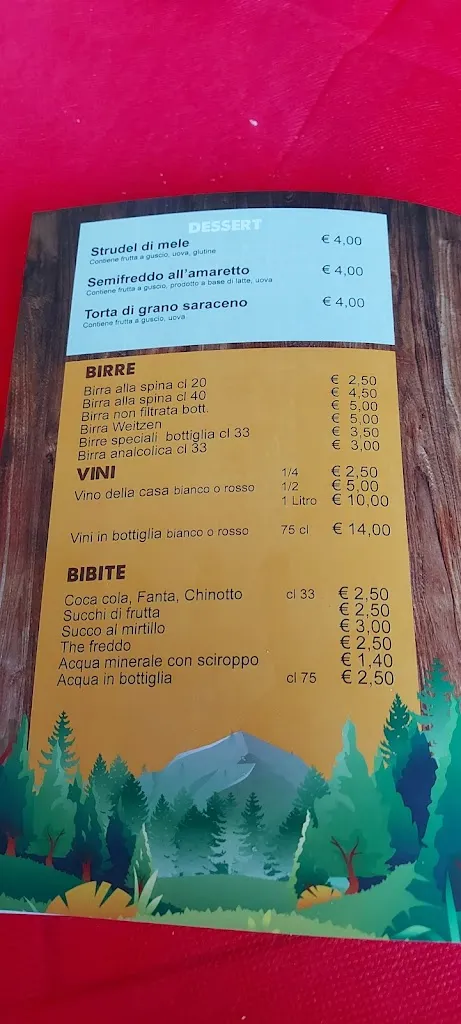 DESSERT
Strudel di mele € 4,00
Contiene frutta a guscio, uova, glutine
Semifreddo all'amaretto € 4,00
Contiene frutta a guscio, prodotto a base di latte, uova
Torta di grano saraceno € 4,00
Contiene frutta a guscio, uova
BIRRE
Birra alla spina cl 20 € 2,50
Birra alla spina cl 40 € 4,50
Birra non filtrata bott. € 5,00
Birra Weitzen € 5,00
Birre speciali bottiglia cl 33 € 3,50
Birra analcolica cl 33 € 3,00
VINI
Vino della casa bianco o rosso 1/4 € 2,50
1/2 € 5,00
1 Litro € 10,00
Vini in bottiglia bianco o rosso 75 cl € 14,00
BIBITE
Coca cola, Fanta, Chinotto cl 33 € 2,50
Succhi di frutta € 2,50
Succo al mirtillo € 3,00
The freddo € 2,50
Acqua minerale con sciroppo € 1,40
Acqua in bottiglia cl 75 € 2,50